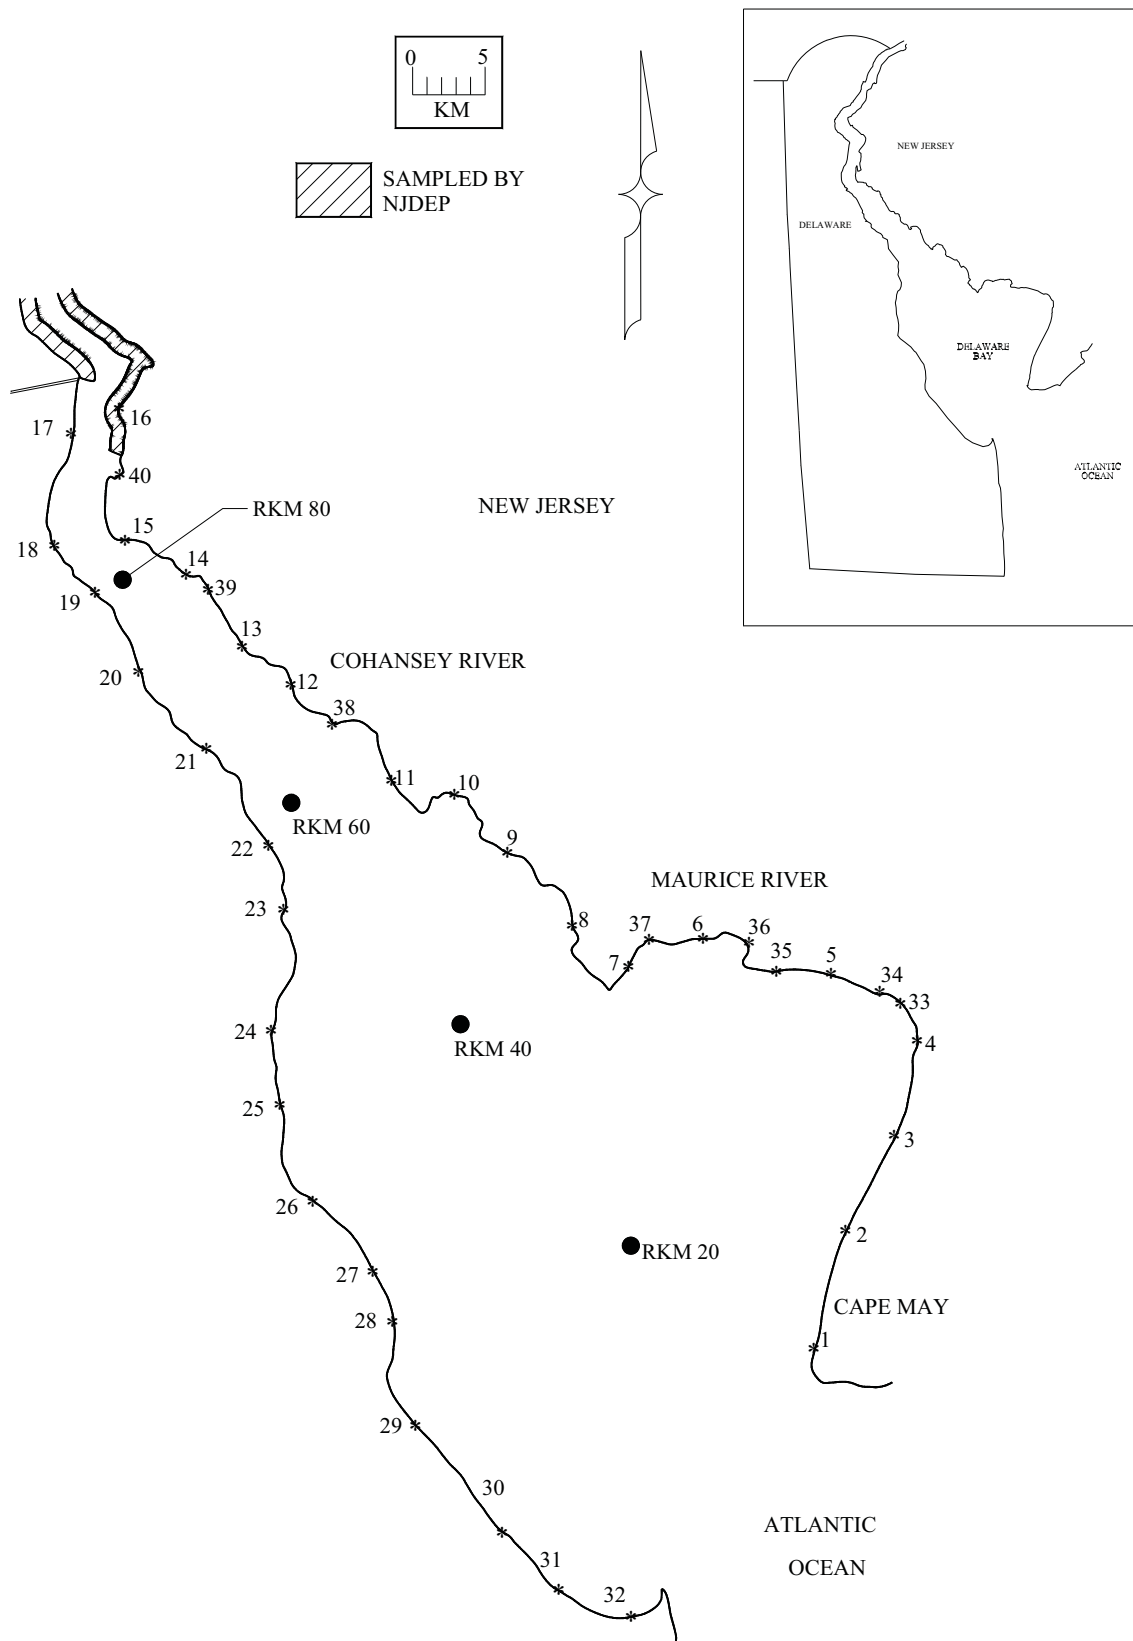 0 5
KM
SAMPLED BY
NJDEP
NEW JERSEY
DELAWARE
DELAWARE
BAY
ATLANTIC
OCEAN
16
17
40
NEW JERSEY
RKM 80
15
18
14
39
19
13
COHANSEY RIVER
20
12
38
21
11
10
RKM 60
22
9
MAURICE RIVER
23
8
37
6
36
7
35
5
34
33
24
RKM 40
4
25
3
26
2
RKM 20
27
28
CAPE MAY
1
29
30
ATLANTIC
OCEAN
31
32